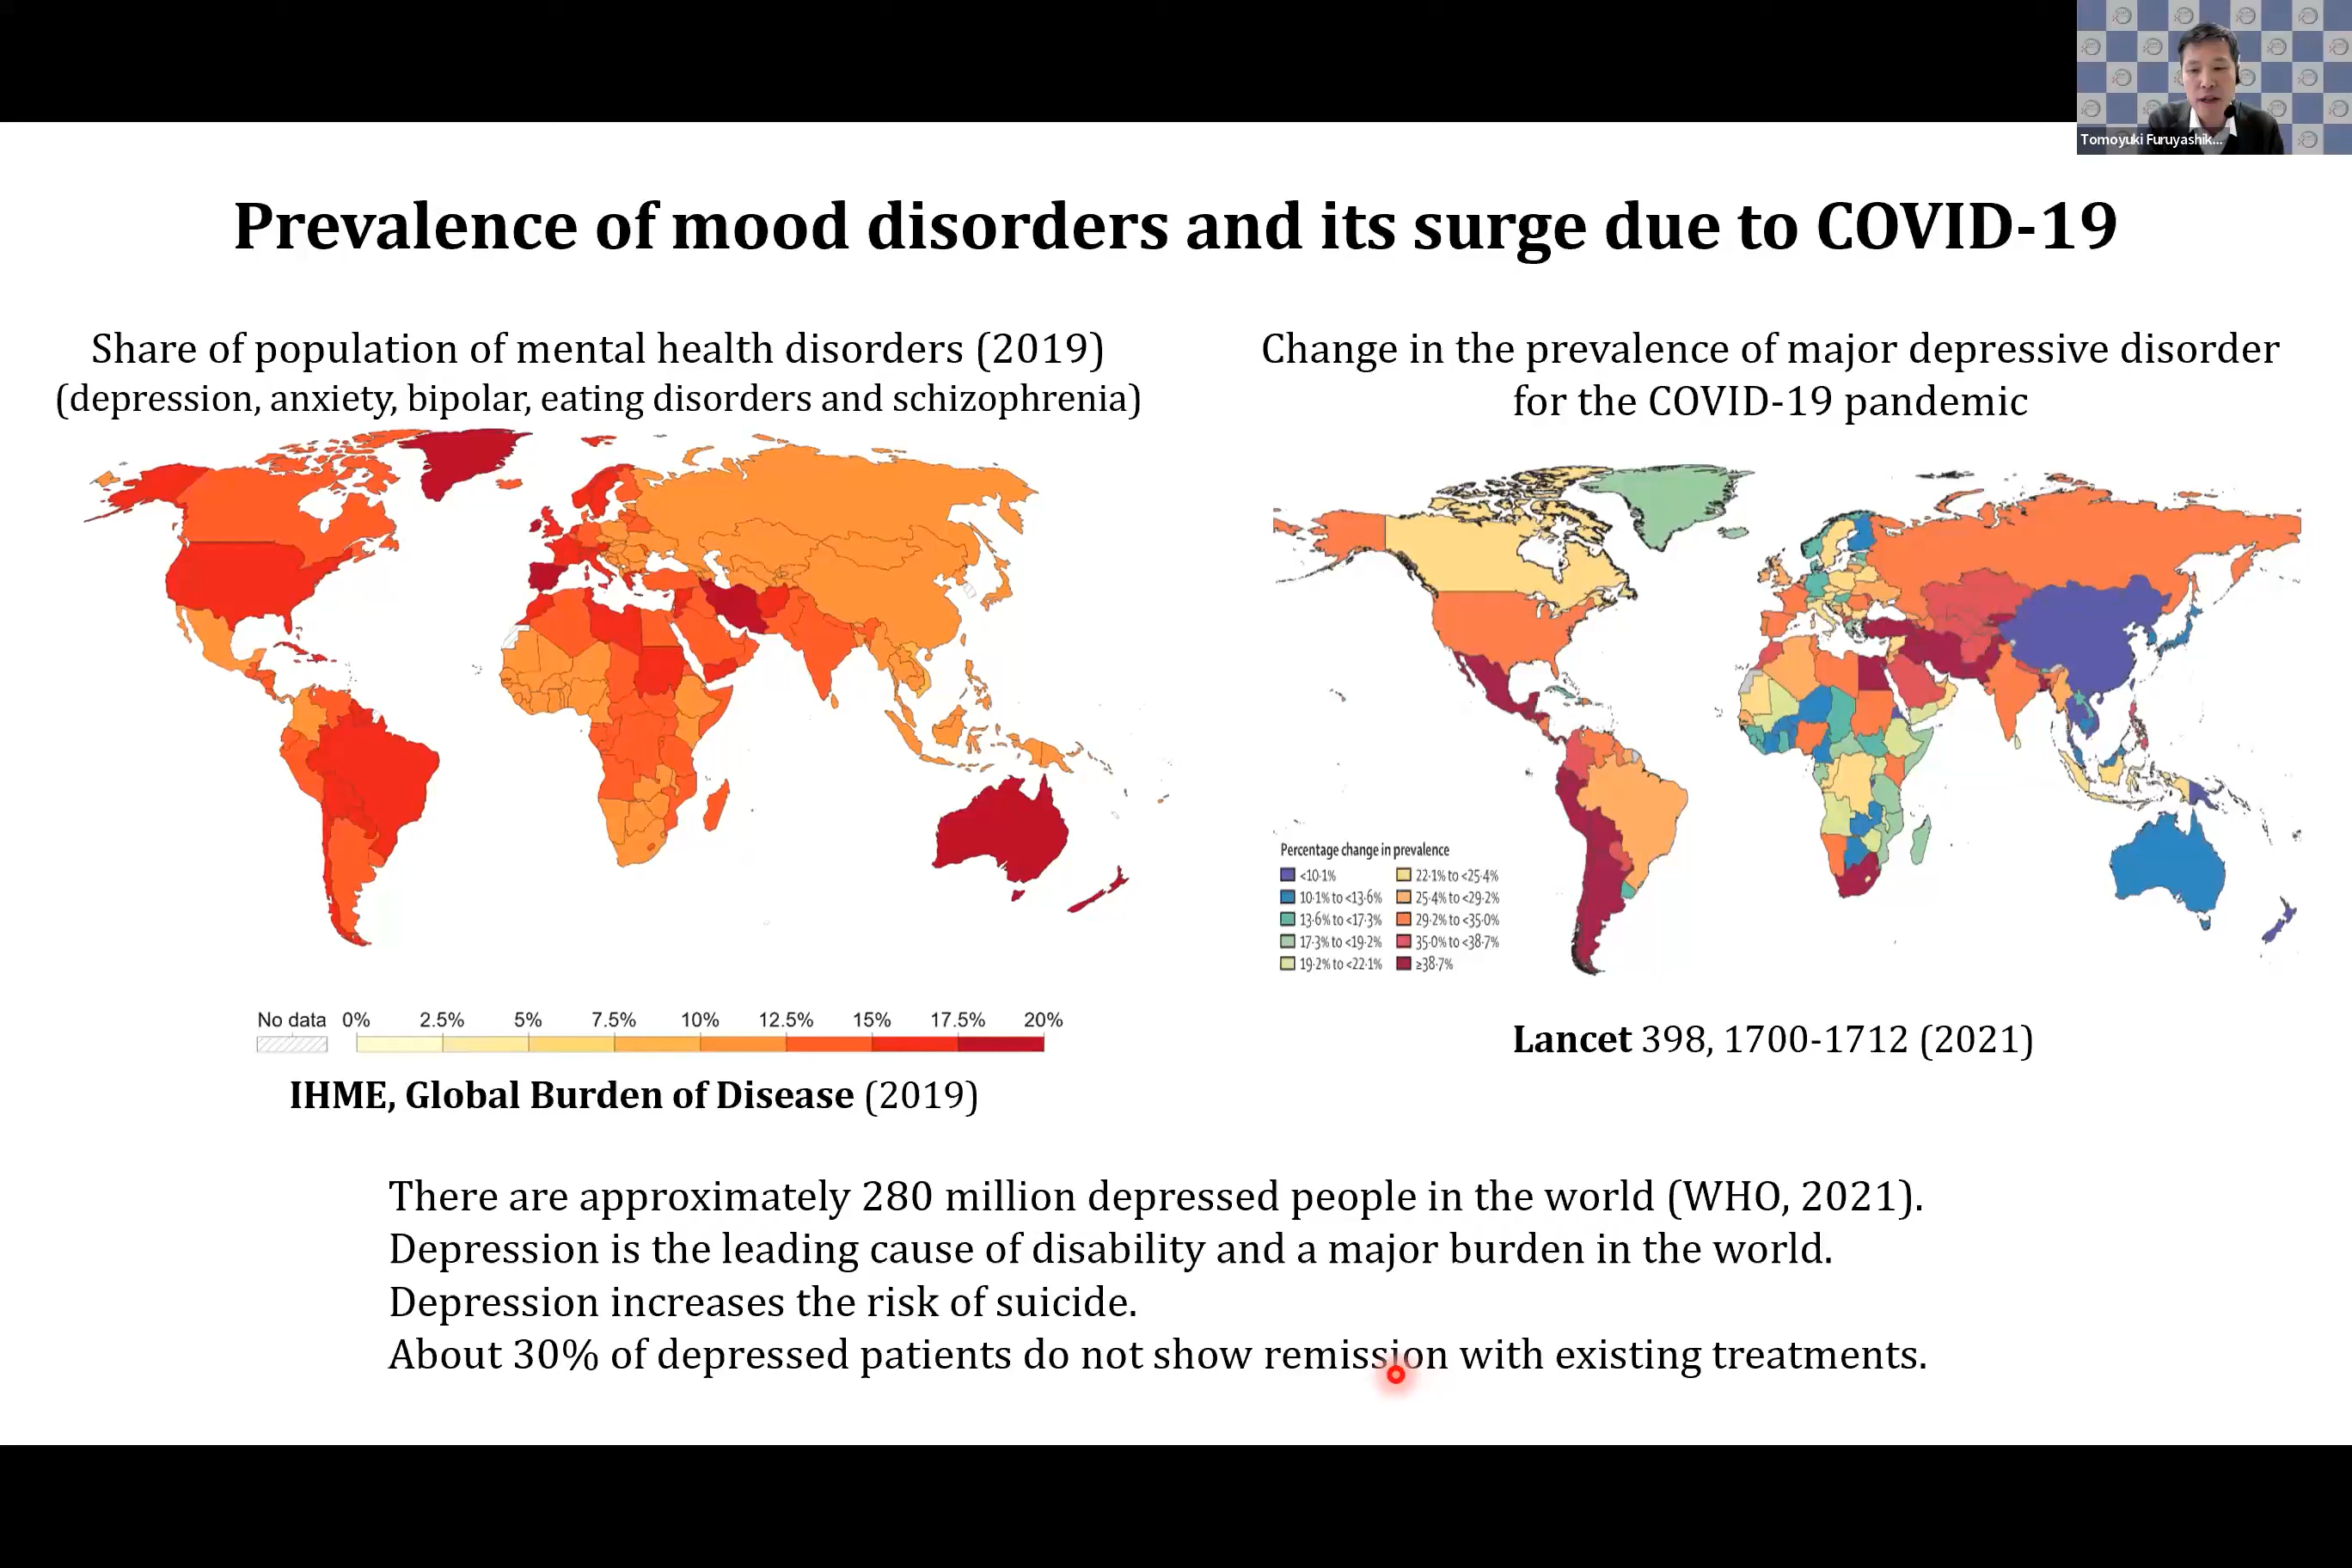 Tomoyuki Furuyashik...
Prevalence of mood disorders and its surge due to COVID-19
Share of population of mental health disorders (2019)
(depression, anxiety, bipolar, eating disorders and schizophrenia)
Change in the prevalence of major depressive disorder
for the COVID-19 pandemic
No data 0% 2.5% 5% 7.5% 10% 12.5% 15% 17.5% 20%
IHME, Global Burden of Disease (2019)
Percentage change in prevalence
<10·1% 22·1% to <25·4%
10·1% to <13·6% 25·4% to <29·2%
13·6% to <17·3% 29·2% to <35·0%
17·3% to <19·2% 35·0% to <38·7%
19·2% to <22·1% ≥38·7%
Lancet 398, 1700-1712 (2021)
There are approximately 280 million depressed people in the world (WHO, 2021).
Depression is the leading cause of disability and a major burden in the world.
Depression increases the risk of suicide.
About 30% of depressed patients do not show remission with existing treatments.